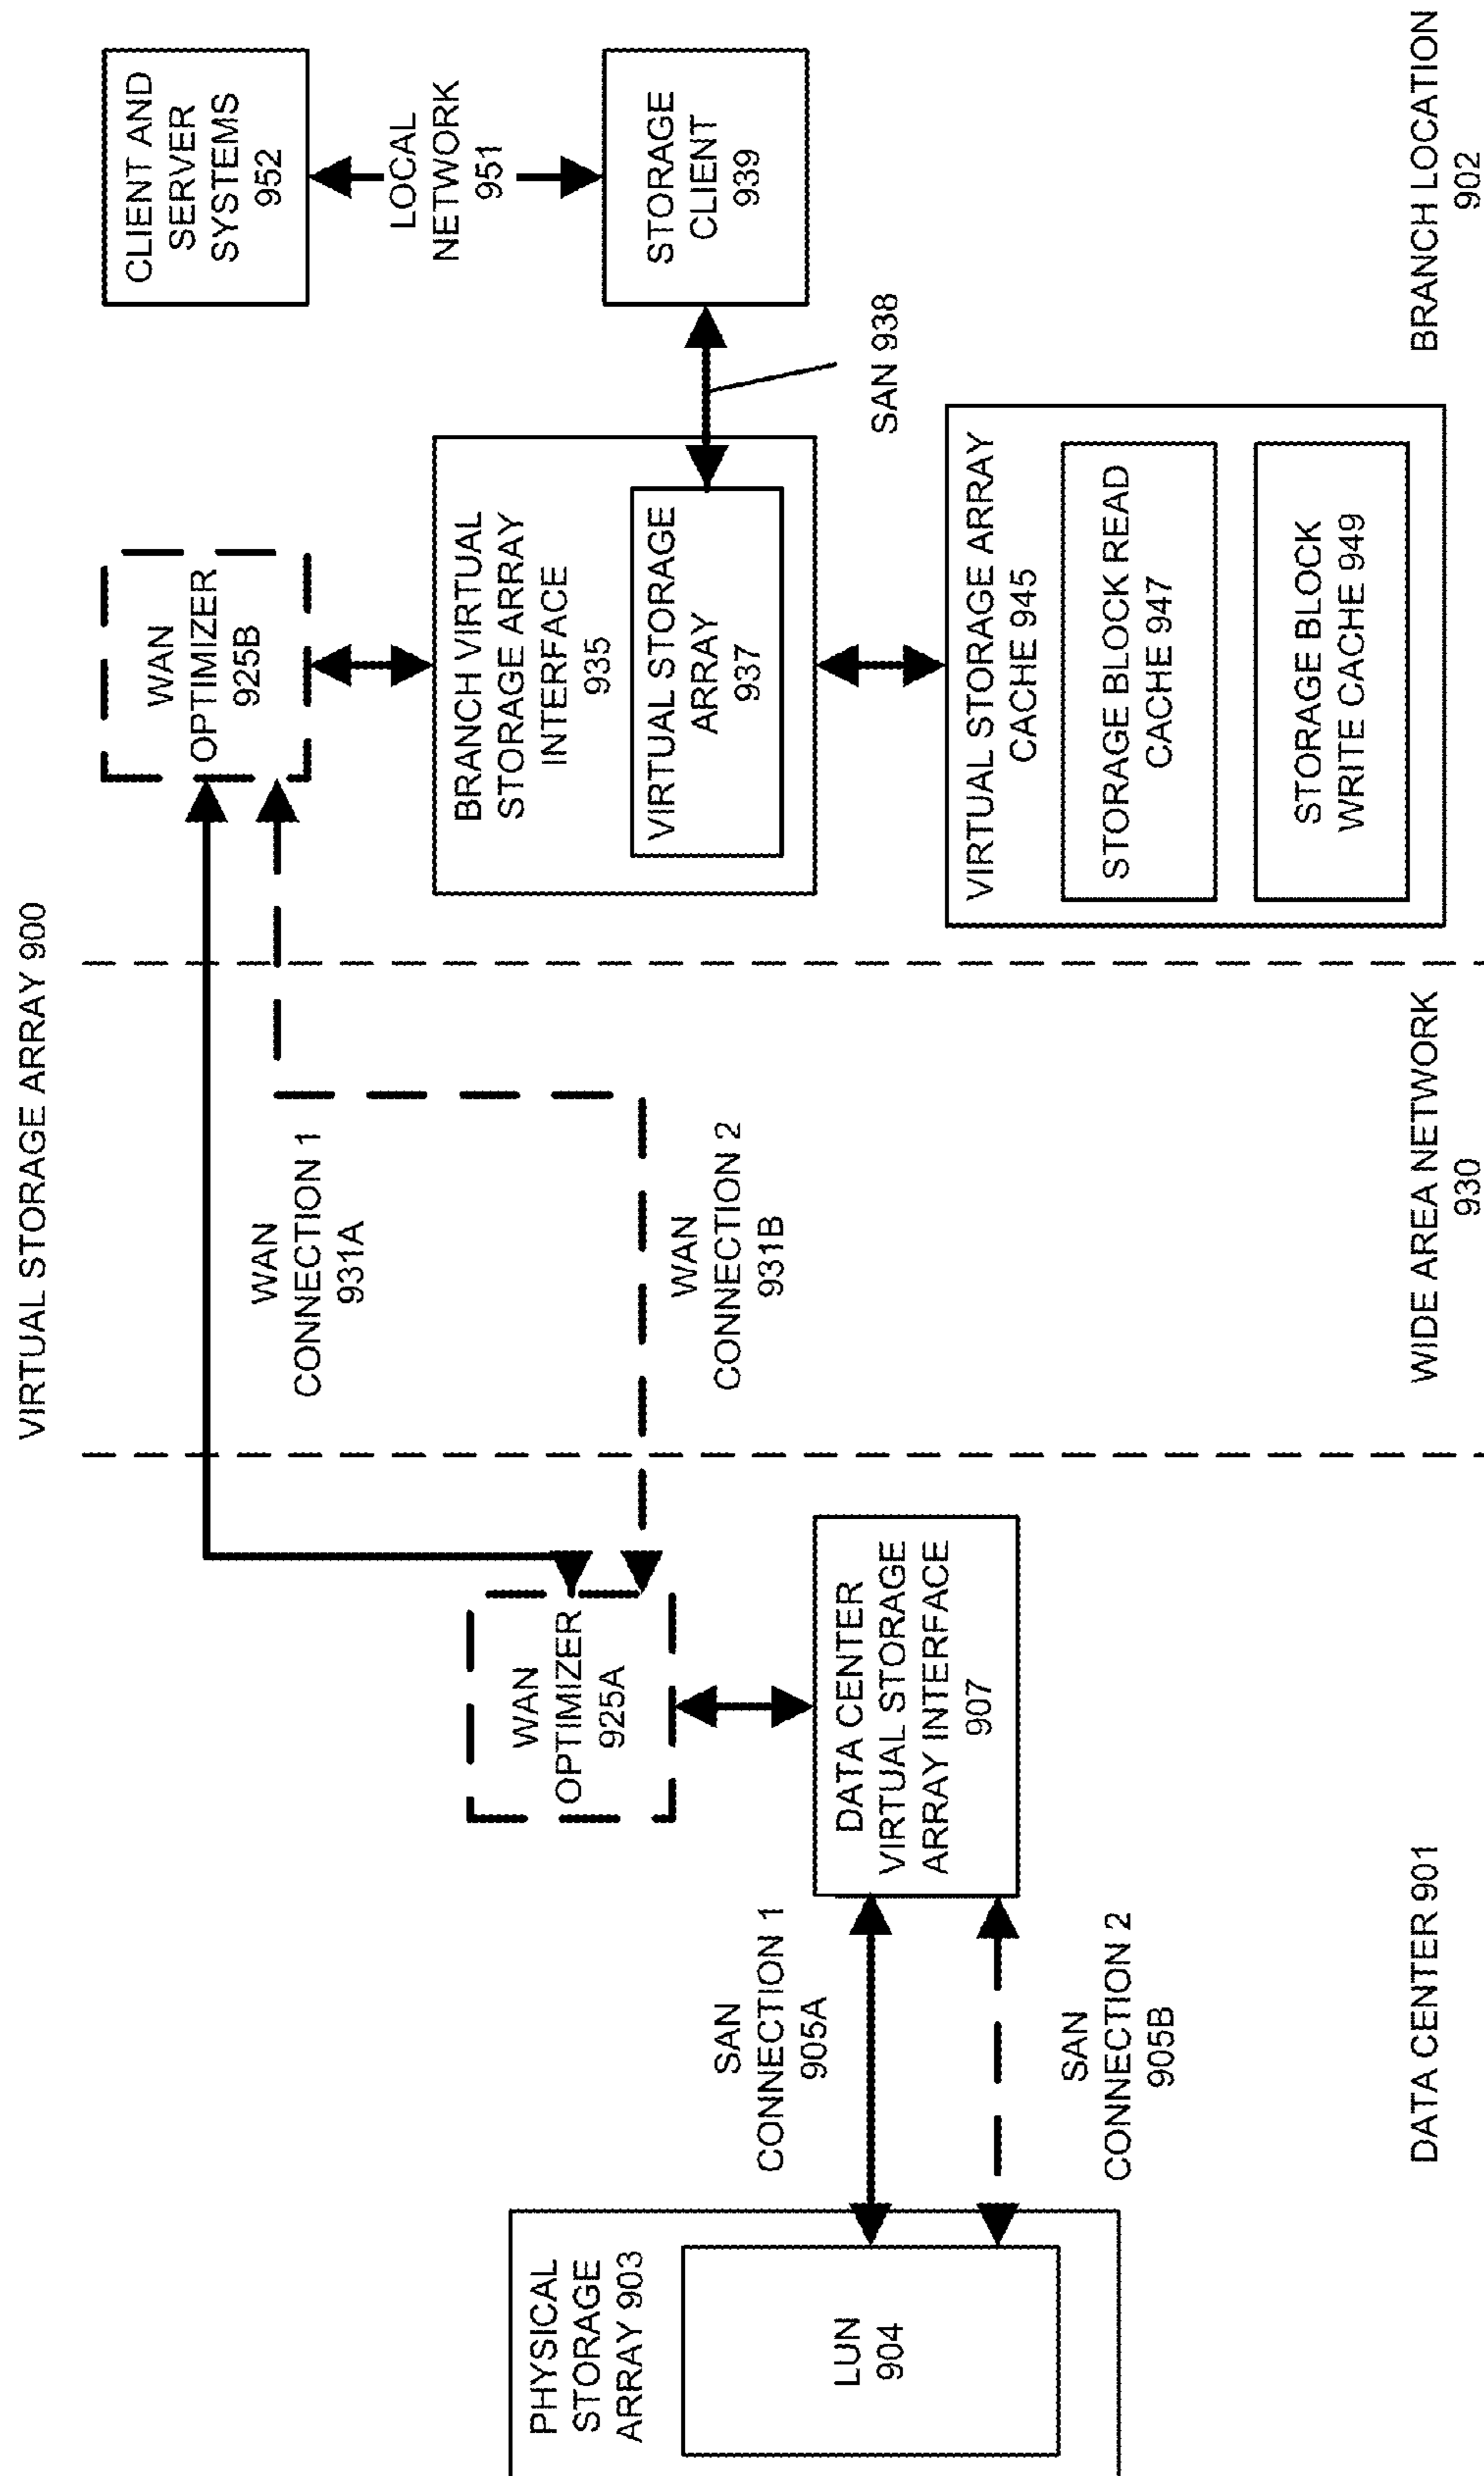 VIRTUAL STORAGE ARRAY 900
PHYSICAL
STORAGE
ARRAY 903
LUN
904
SAN
CONNECTION 1
905A
SAN
CONNECTION 2
905B
WAN
OPTIMIZER
925A
DATA CENTER
VIRTUAL STORAGE
ARRAY INTERFACE
907
DATA CENTER 901
WAN
CONNECTION 1
931A
WAN
CONNECTION 2
931B
WIDE AREA NETWORK
930
WAN
OPTIMIZER
925B
BRANCH VIRTUAL
STORAGE ARRAY
INTERFACE
935
VIRTUAL STORAGE
ARRAY
937
VIRTUAL STORAGE ARRAY
CACHE 945
STORAGE BLOCK READ
CACHE 947
STORAGE BLOCK
WRITE CACHE 949
CLIENT AND
SERVER
SYSTEMS
952
LOCAL
NETWORK
951
STORAGE
CLIENT
939
SAN 938
BRANCH LOCATION
902